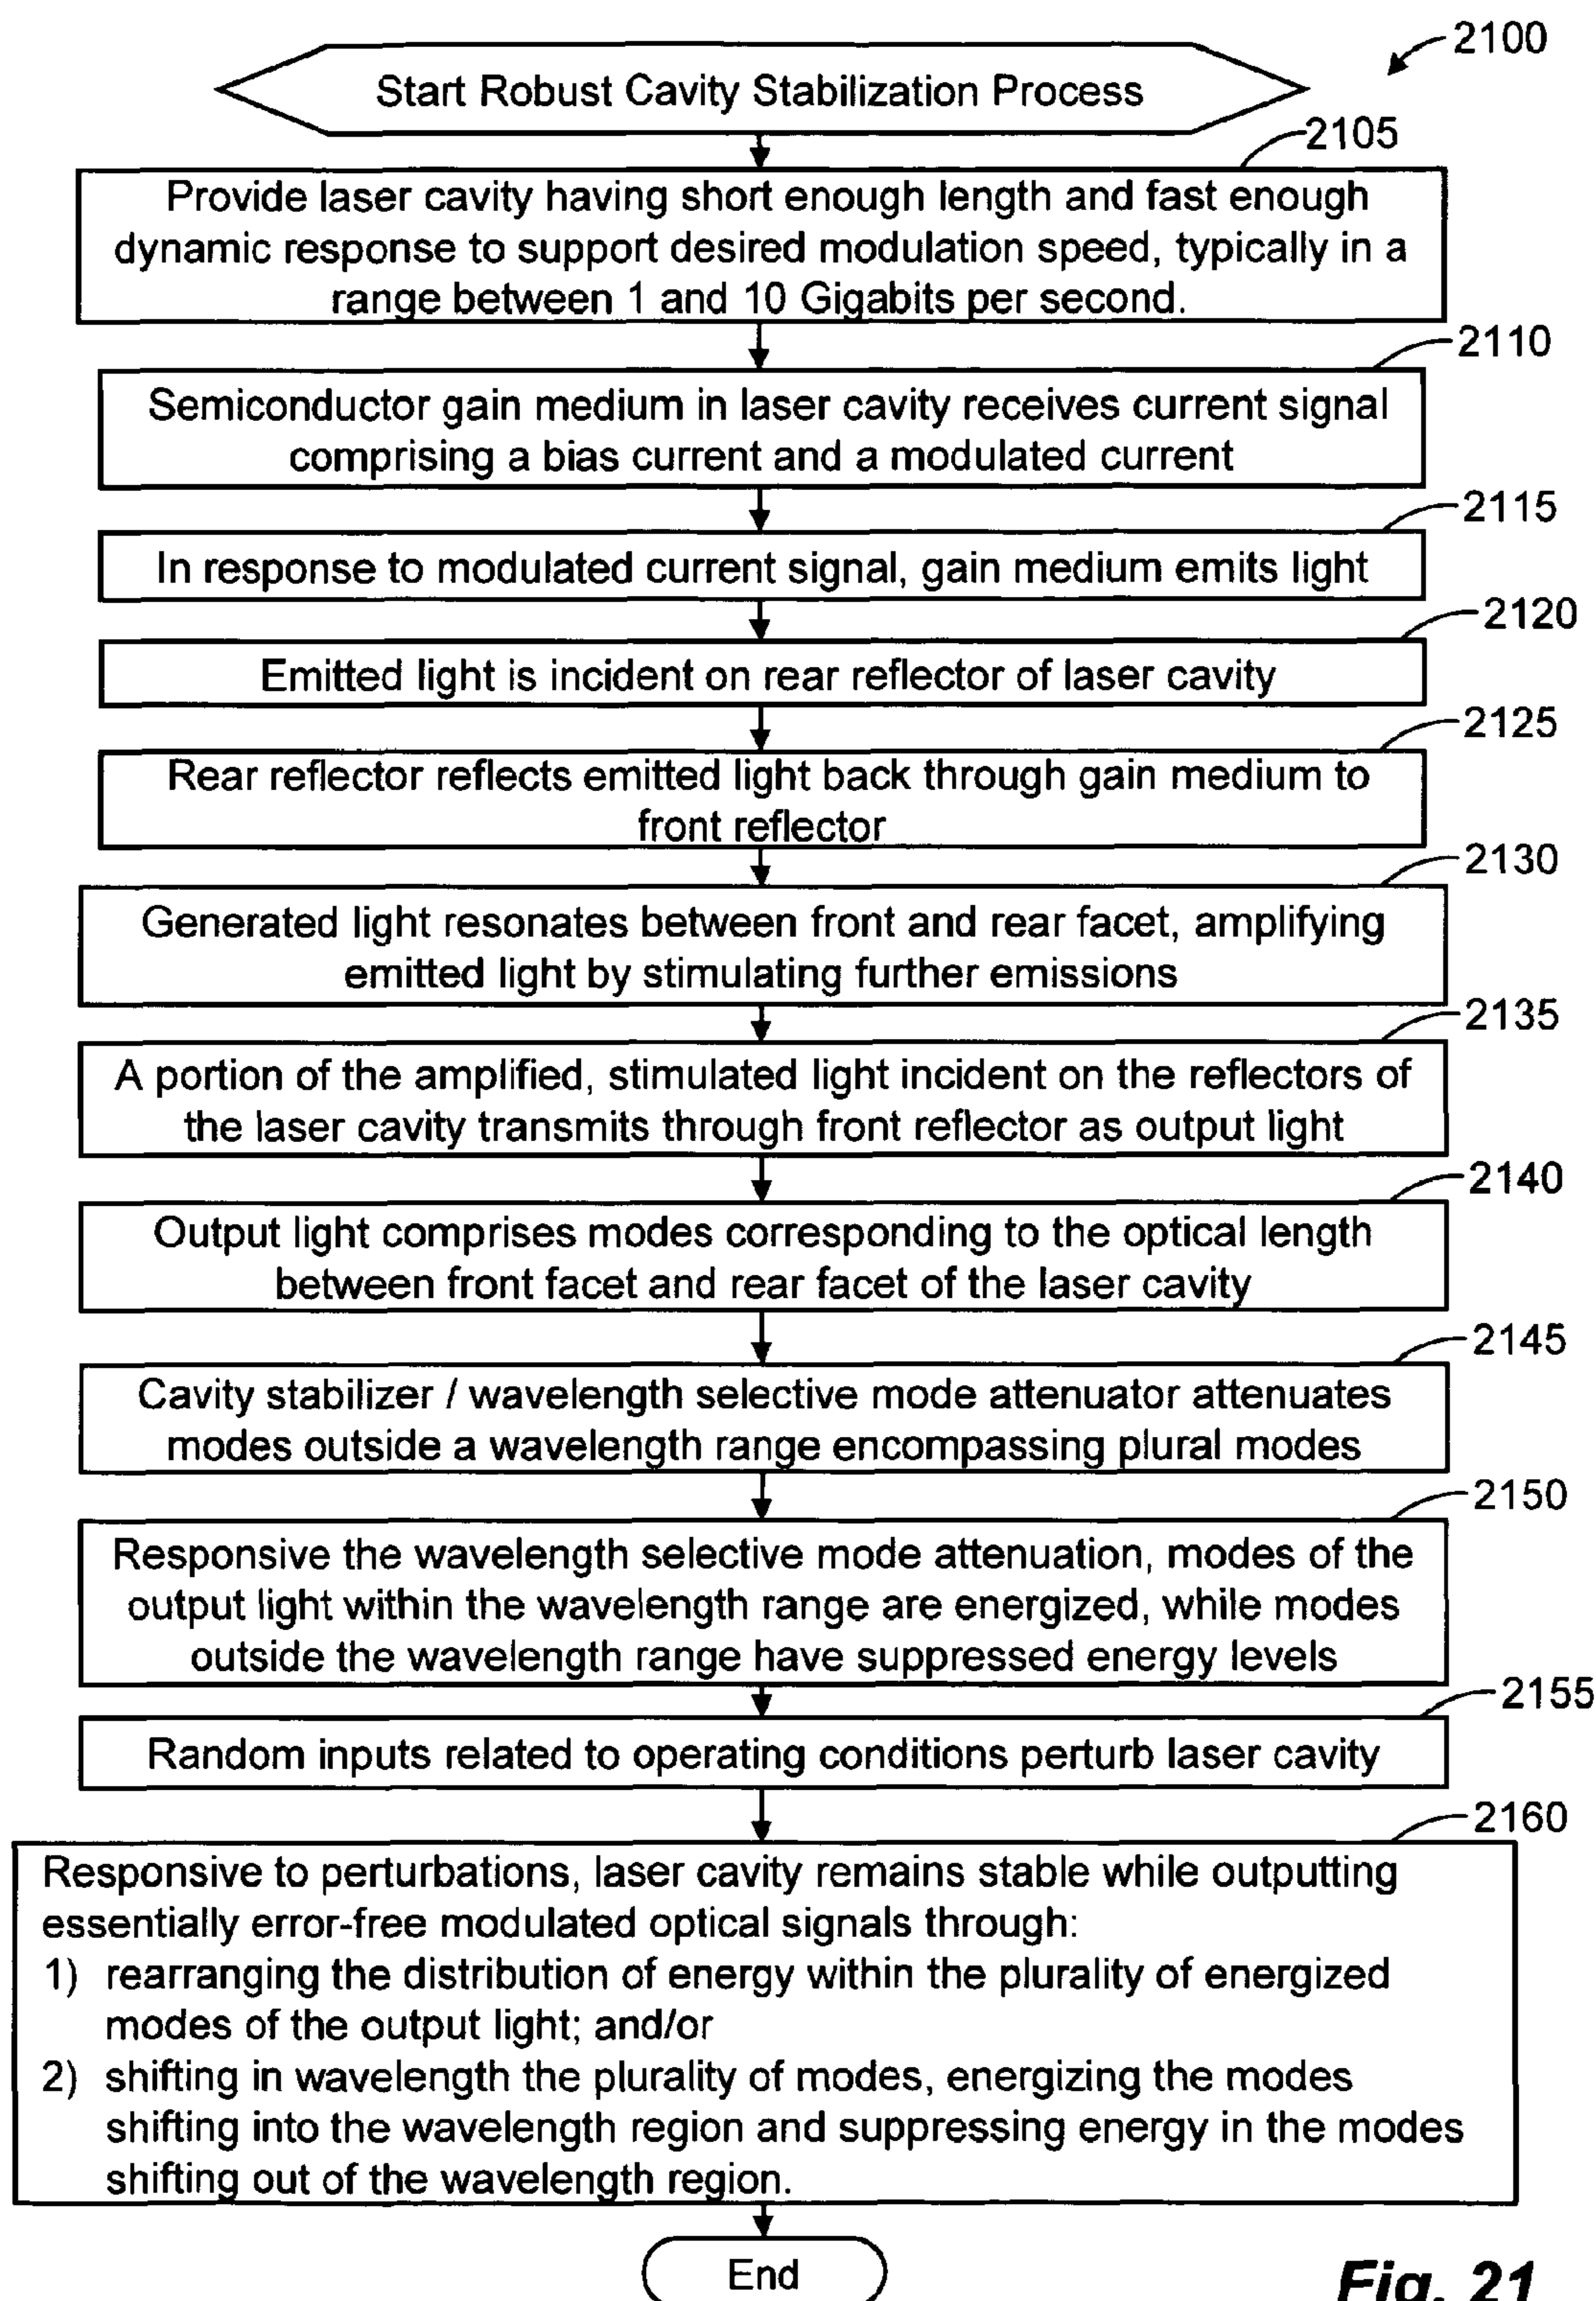 2100
Start Robust Cavity Stabilization Process
2105
Provide laser cavity having short enough length and fast enough
dynamic response to support desired modulation speed, typically in a
range between 1 and 10 Gigabits per second.
2110
Semiconductor gain medium in laser cavity receives current signal
comprising a bias current and a modulated current
2115
In response to modulated current signal, gain medium emits light
2120
Emitted light is incident on rear reflector of laser cavity
2125
Rear reflector reflects emitted light back through gain medium to
front reflector
2130
Generated light resonates between front and rear facet, amplifying
emitted light by stimulating further emissions
2135
A portion of the amplified, stimulated light incident on the reflectors of
the laser cavity transmits through front reflector as output light
2140
Output light comprises modes corresponding to the optical length
between front facet and rear facet of the laser cavity
2145
Cavity stabilizer / wavelength selective mode attenuator attenuates
modes outside a wavelength range encompassing plural modes
2150
Responsive the wavelength selective mode attenuation, modes of the
output light within the wavelength range are energized, while modes
outside the wavelength range have suppressed energy levels
2155
Random inputs related to operating conditions perturb laser cavity
2160
Responsive to perturbations, laser cavity remains stable while outputting
essentially error-free modulated optical signals through:
1) rearranging the distribution of energy within the plurality of energized
modes of the output light; and/or
2) shifting in wavelength the plurality of modes, energizing the modes
shifting into the wavelength region and suppressing energy in the modes
shifting out of the wavelength region.
End
Fig. 21